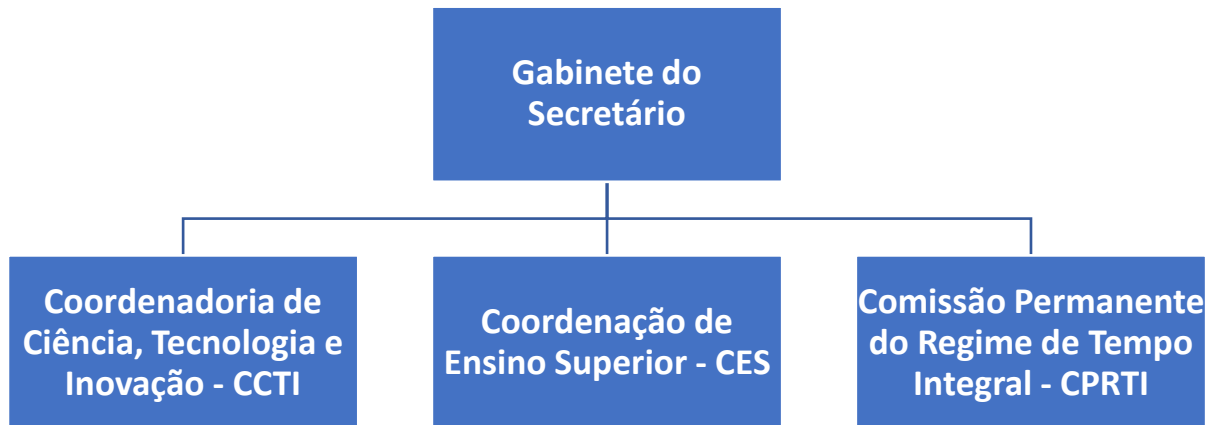 Gabinete do
Secretário
Coordenadoria de
Ciência, Tecnologia e
Inovação - CCTI
Coordenação de
Ensino Superior - CES
Comissão Permanente
do Regime de Tempo
Integral - CPRTI